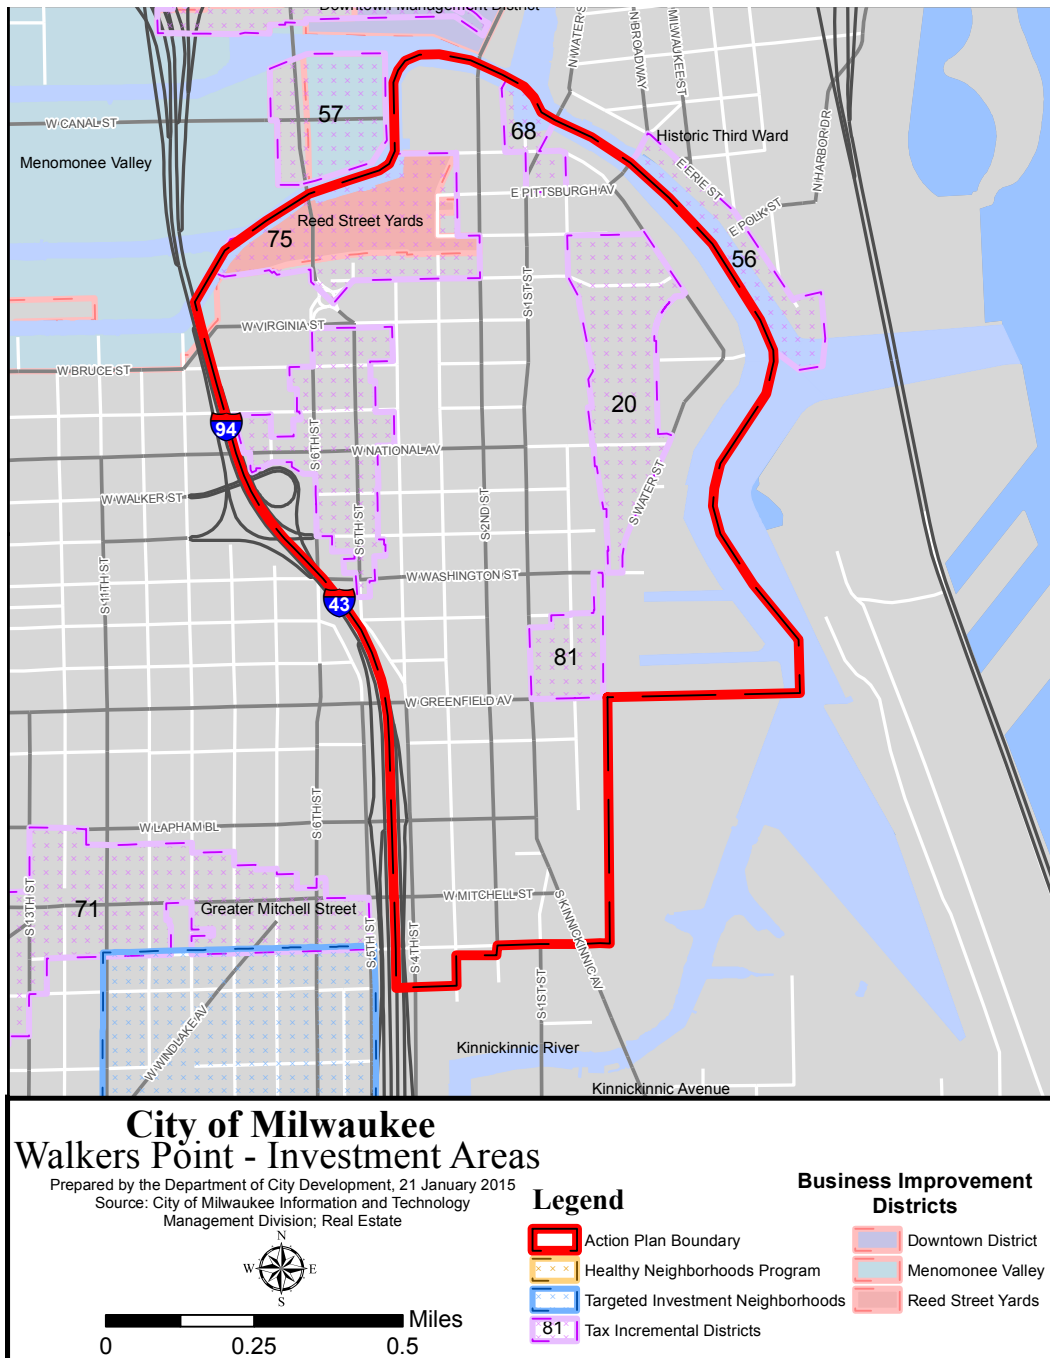 Downtown Management District
N WATER S
N BROADWAY
MILWAUKEE ST
N HARBOR DR
57
W CANAL ST
68
Historic Third Ward
Menomonee Valley
E ERIE ST
E PITTSBURGH AV
E POLK ST
Reed Street Yards
75
56
S 1ST ST
W VIRGINIA ST
W BRUCE ST
20
94
S 6TH ST
W NATIONAL AV
W WALKER ST
S WATER ST
S 2ND ST
S 5TH ST
S 11TH ST
W WASHINGTON ST
43
81
W GREENFIELD AV
S 6TH ST
W LAPHAM BL
S 13TH ST
71
Greater Mitchell Street
W MITCHELL ST
S KINNICKINNIC AV
S 5TH ST
S 4TH ST
S 1ST ST
W WINDLAKE AV
Kinnickinnic River
Kinnickinnic Avenue
City of Milwaukee
Walkers Point - Investment Areas
Prepared by the Department of City Development, 21 January 2015
Source: City of Milwaukee Information and Technology
Management Division; Real Estate
N
W E
S
Miles
0 0.25 0.5
Legend
Action Plan Boundary
Healthy Neighborhoods Program
Targeted Investment Neighborhoods
81 Tax Incremental Districts
Business Improvement
Districts
Downtown District
Menomonee Valley
Reed Street Yards